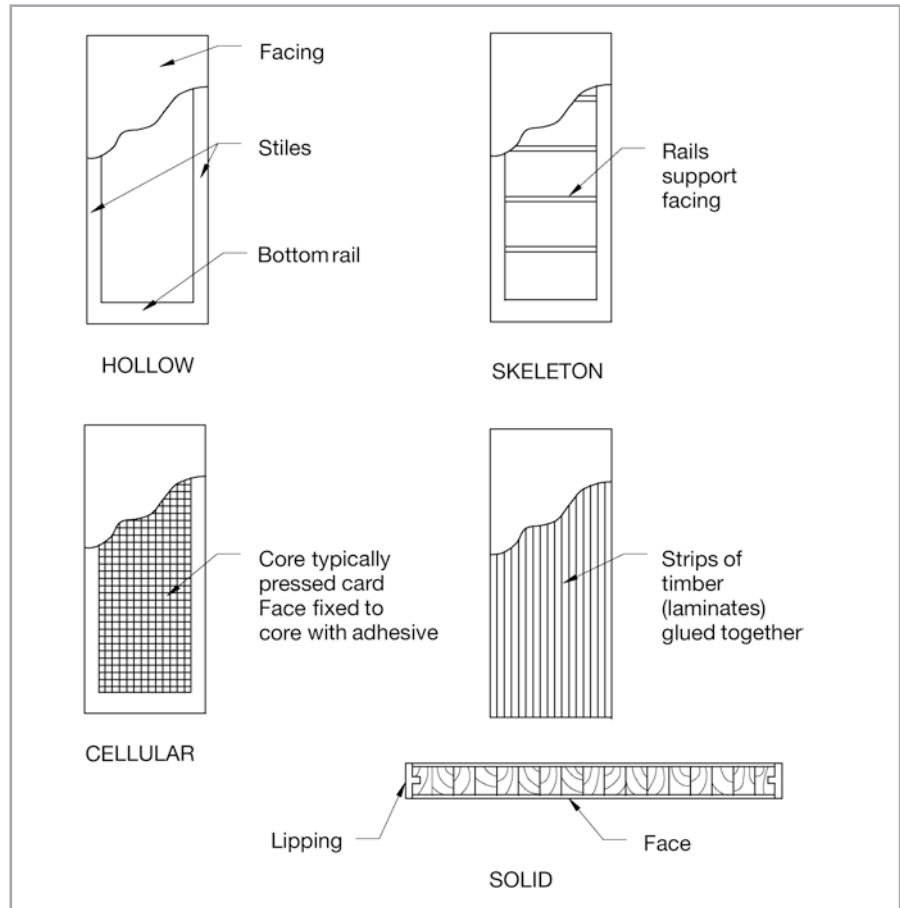 Facing
Stiles
Bottom rail
HOLLOW
Rails
support
facing
SKELETON
Core typically
pressed card
Face fixed to
core with adhesive
CELLULAR
Strips of
timber
(laminates)
glued together
Lipping
Face
SOLID